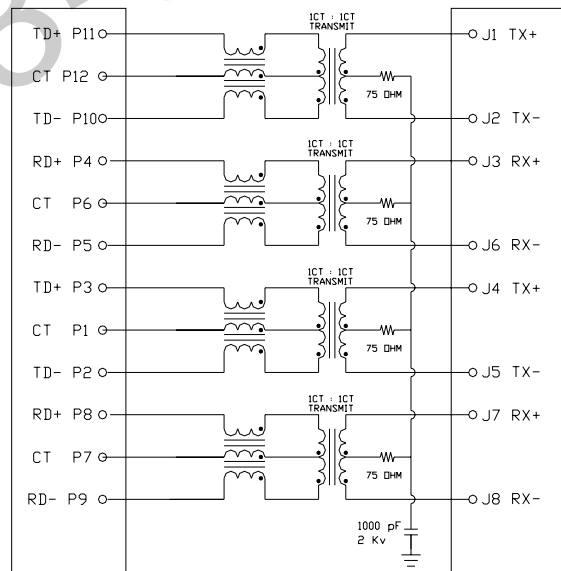 1CT : 1CT
TRANSMIT
TD+ P11
J1 TX+
CT P12
75 OHM
TD- P10
J2 TX-
1CT : 1CT
TRANSMIT
RD+ P4
J3 RX+
CT P6
75 OHM
RD- P5
J6 RX-
1CT : 1CT
TRANSMIT
TD+ P3
J4 TX+
CT P1
75 OHM
TD- P2
J5 TX-
1CT : 1CT
TRANSMIT
RD+ P8
J7 RX+
CT P7
75 OHM
RD- P9
J8 RX-
1000 pF
2 Kv